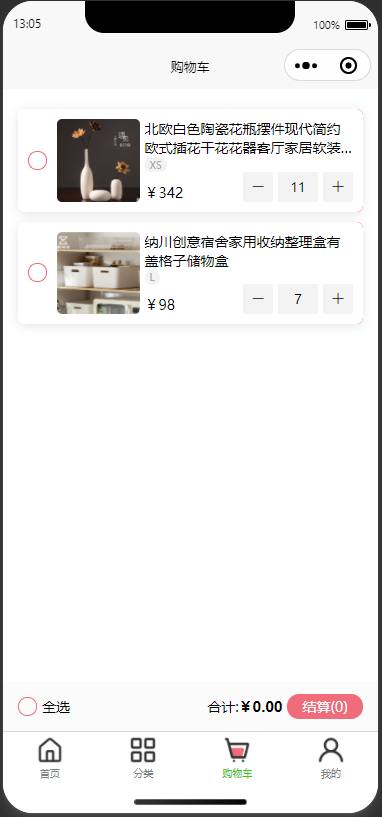 13:05
100%
购物车
北欧白色陶瓷花瓶摆件现代简约
欧式插花干花花器客厅家居软装...
XS
￥342
11
纳川创意宿舍家用收纳整理盒有
盖格子储物盒
L
￥98
7
全选
合计:￥0.00
结算(0)
首页
分类
购物车
我的